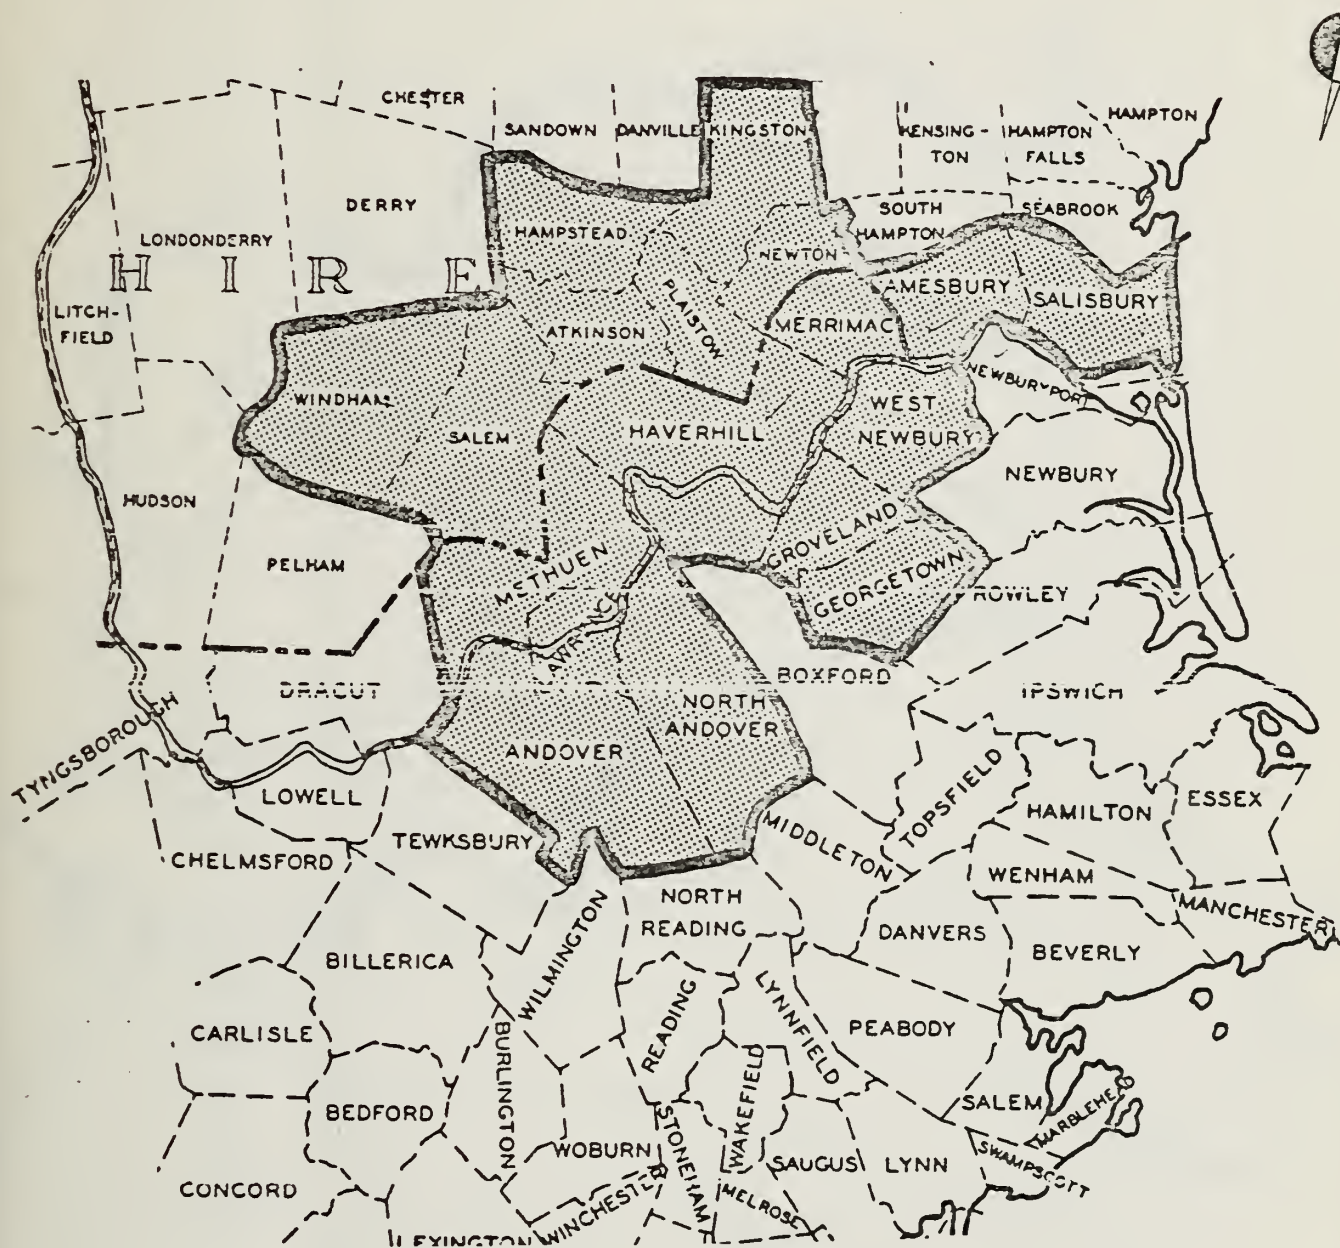 CHESTER
SANDOWN
DANVILLE
KINGSTON
KENSING-
TON
HAMPTON
FALLS
HAMPTON
DERRY
SOUTH
HAMPTON
SEABROOK
LONDONDERRY
HAMPSTEAD
NEWTON
H I R E
LITCH-
FIELD
PLAISTOW
AMESBURY
SALISBURY
ATKINSON
MERRIMAC
NEWBURYPORT
WINDHAM
SALEM
HAVERHILL
WEST
NEWBURY
NEWBURY
HUDSON
PELHAM
METHUEN
GROVELAND
GEORGETOWN
ROWLEY
LAWRENCE
BOXFORD
DRACUT
NORTH
ANDOVER
IPSWICH
TYNGSBOROUGH
ANDOVER
LOWELL
TOPSFIELD
HAMILTON
ESSEX
TEWKSBURY
MIDDLETON
CHELMSFORD
WENHAM
NORTH
READING
MANCHESTER
DANVERS
BEVERLY
BILLERICA
WILMINGTON
READING
LYNNFIELD
PEABODY
CARLISLE
BURLINGTON
WAKEFIELD
SALEM
MARBLEHEAD
BEDFORD
STONEHAM
WOBURN
SAUGUS
LYNN
SWAMPSCOTT
CONCORD
WINCHESTER
MELROSE
LEXINGTON